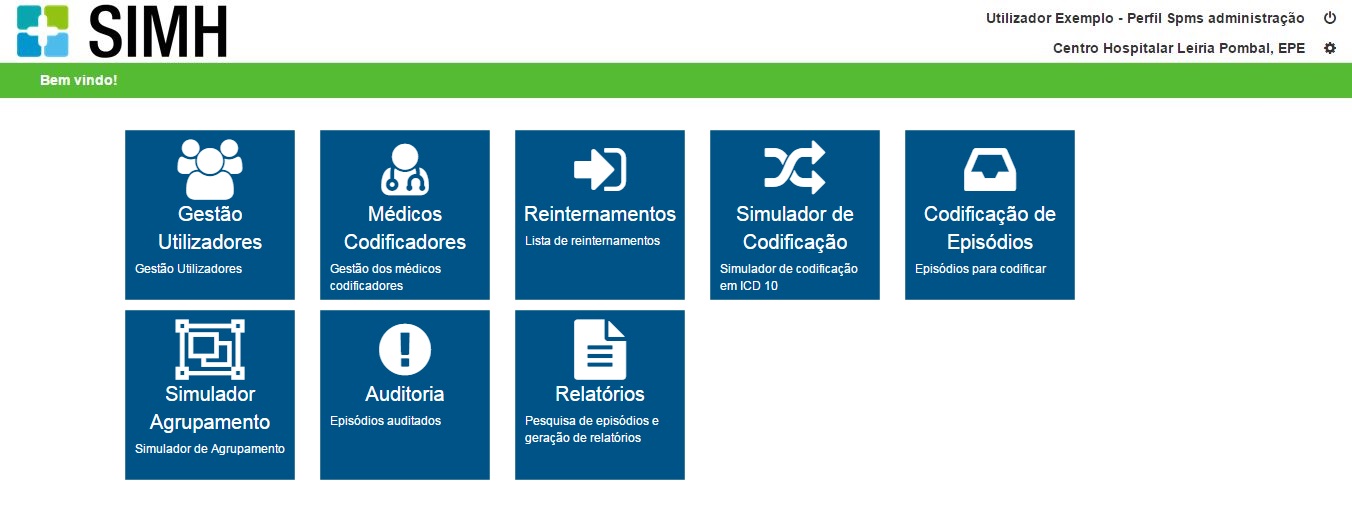 SIMH
Utilizador Exemplo - Perfil Spms administração
Centro Hospitalar Leiria Pombal, EPE
Bem vindo!
Gestão
Utilizadores
Gestão Utilizadores
Médicos
Codificadores
Gestão dos médicos
codificadores
Reinternamentos
Lista de reinternamentos
Simulador de
Codificação
Simulador de codificação
em ICD 10
Codificação de
Episódios
Episódios para codificar
Simulador
Agrupamento
Simulador de Agrupamento
Auditoria
Episódios auditados
Relatórios
Pesquisa de episódios e
geração de relatórios